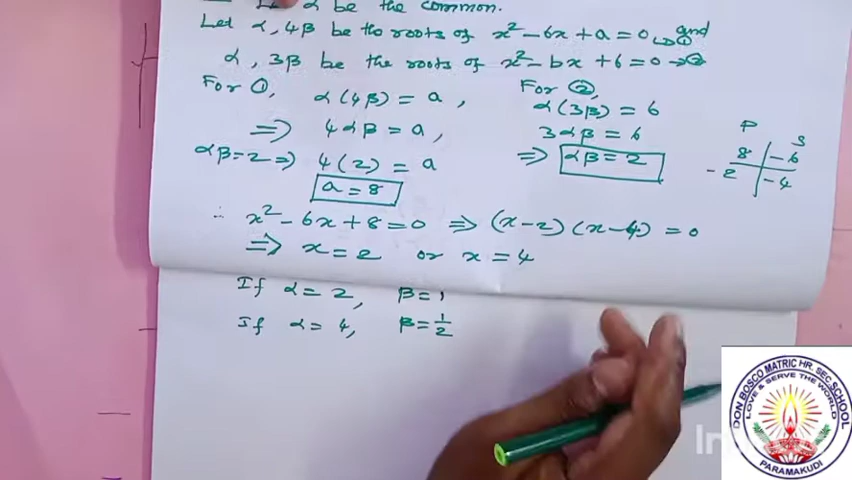 α be the common.
Let α, 4β be the roots of x² - 6x + a = 0, → ① and
α, 3β be the roots of x² - bx + 6 = 0 → ②
For ①, α(4β) = a,
⇒ 4αβ = a,
αβ = 2 ⇒ 4(2) = a
a = 8
For ②,
α(3β) = 6
3αβ = 6
⇒ αβ = 2
P S
8 - 6
- 2 - 4
∴ x² - 6x + 8 = 0 ⇒ (x - 2)(x - 4) = 0
⇒ x = 2 or x = 4
If α = 2, β = 1
If α = 4, β = 1/2
DON BOSCO MATRIC HR. SEC. SCHOOL
LOVE & SERVE THE WORLD
PARAMAKUDI